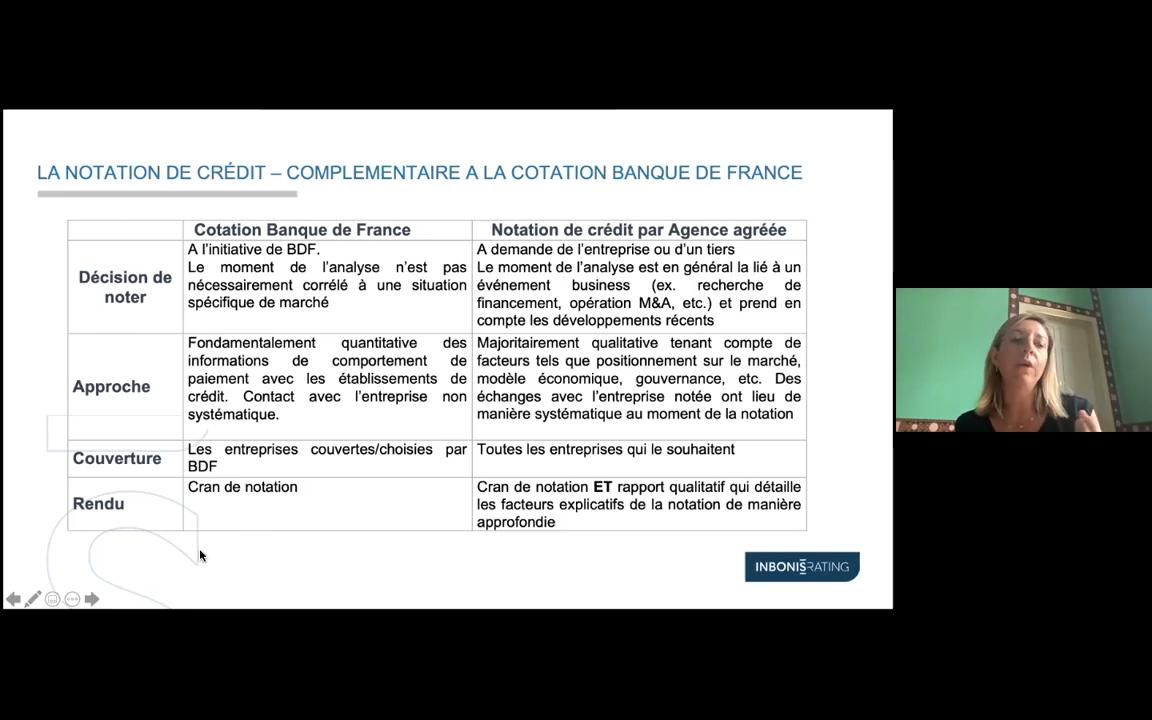 LA NOTATION DE CRÉDIT – COMPLEMENTAIRE A LA COTATION BANQUE DE FRANCE
Cotation Banque de France
Notation de crédit par Agence agréée
Décision de
noter
A l’initiative de BDF.
Le moment de l’analyse n’est pas
nécessairement corrélé à une situation
spécifique de marché
A demande de l’entreprise ou d’un tiers
Le moment de l’analyse est en général la lié à un
événement business (ex. recherche de
financement, opération M&A, etc.) et prend en
compte les développements récents
Approche
Fondamentalement quantitative des
informations de comportement de
paiement avec les établissements de
crédit. Contact avec l’entreprise non
systématique.
Majoritairement qualitative tenant compte de
facteurs tels que positionnement sur le marché,
modèle économique, gouvernance, etc. Des
échanges avec l’entreprise notée ont lieu de
manière systématique au moment de la notation
Couverture
Les entreprises couvertes/choisies par
BDF
Toutes les entreprises qui le souhaitent
Rendu
Cran de notation
Cran de notation ET rapport qualitatif qui détaille
les facteurs explicatifs de la notation de manière
approfondie
INBONISRATING